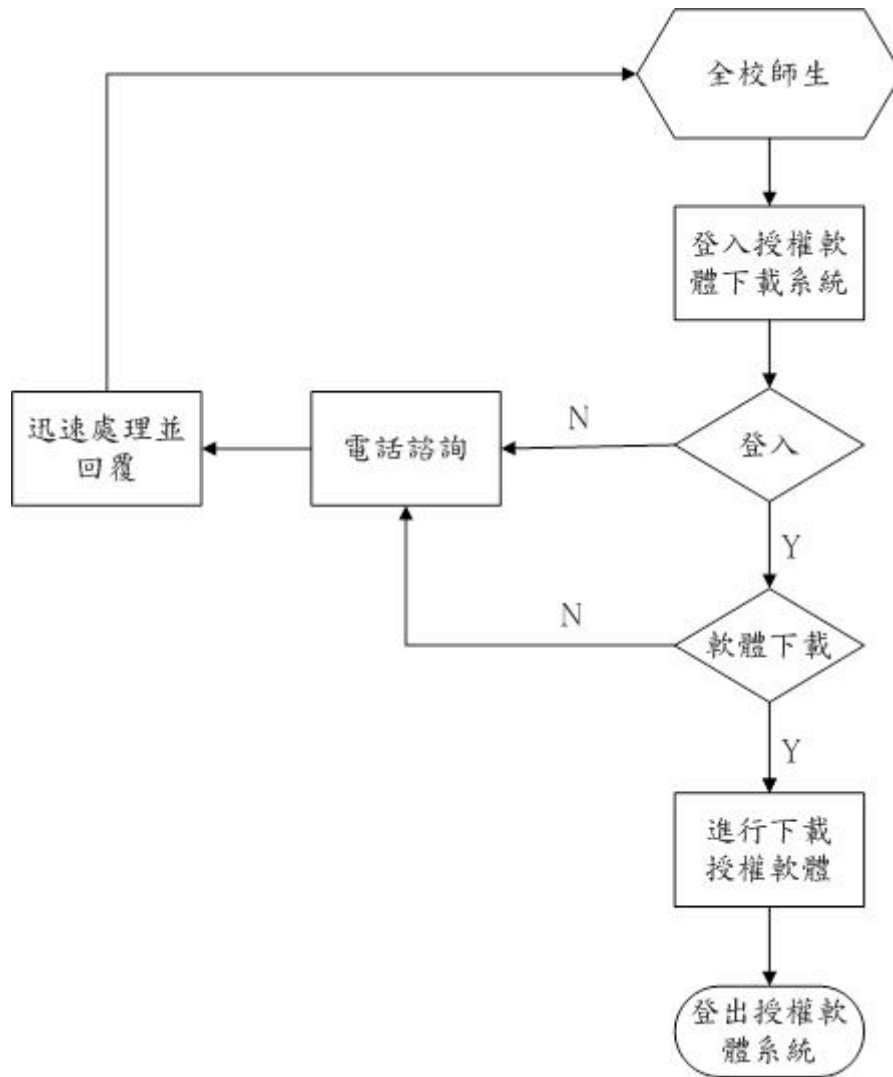 全校師生
登入授權軟
體下載系統
迅速處理並
回覆
電話諮詢
N
登入
Y
N
軟體下載
Y
進行下載
授權軟體
登出授權軟
體系統